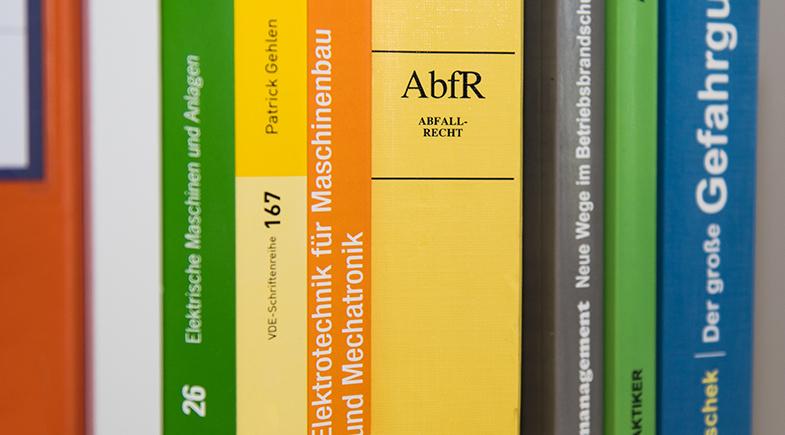 26
Elektrische Maschinen und Anlagen
VDE-Schriftenreihe 167
Patrick Gehlen
Elektrotechnik für Maschinenbau
und Mechatronik
AbfR
ABFALL-
RECHT
management Neue Wege im Betriebsbrandsch
AKTIKER
schek | Der große Gefahrgu